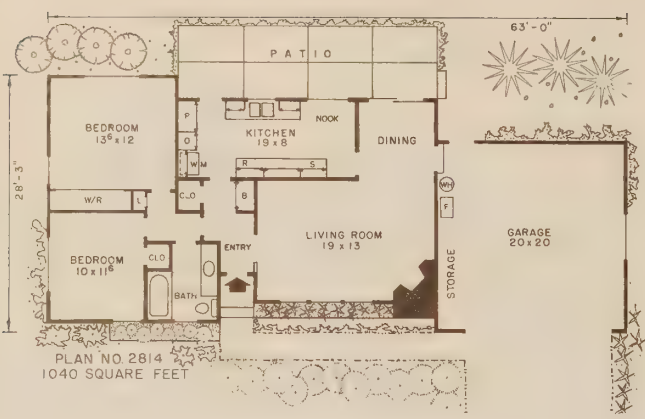 63'-0"
PATIO
BEDROOM
13⁶ x 12
P
O
W
M
NOOK
KITCHEN
19 x 8
DINING
R
S
28'-3"
W/R
L
CLO
B
WH
F
BEDROOM
10 x 11⁶
CLO
BATH
ENTRY
LIVING ROOM
19 x 13
STORAGE
GARAGE
20 x 20
PLAN NO. 2814
1040 SQUARE FEET